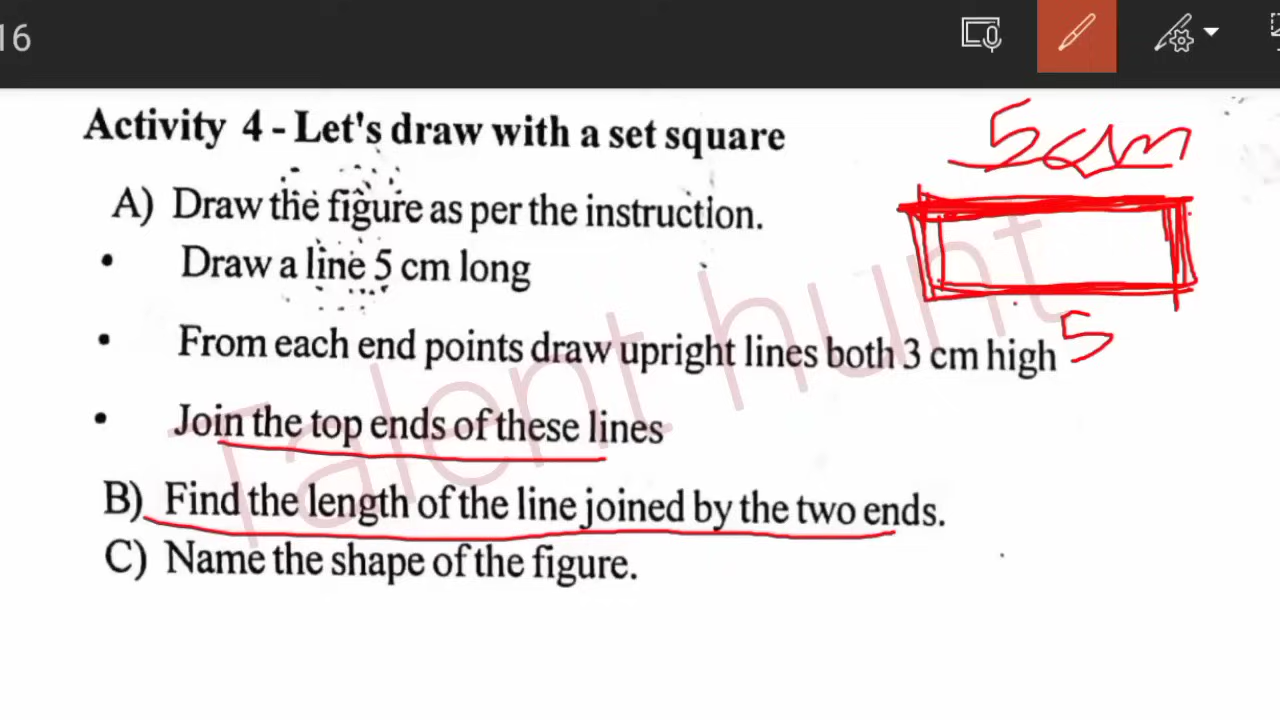 16
Activity 4 - Let's draw with a set square
5cm
A) Draw the figure as per the instruction.
• Draw a line 5 cm long
• From each end points draw upright lines both 3 cm high
5
• Join the top ends of these lines
B) Find the length of the line joined by the two ends.
C) Name the shape of the figure.
Talent hunt